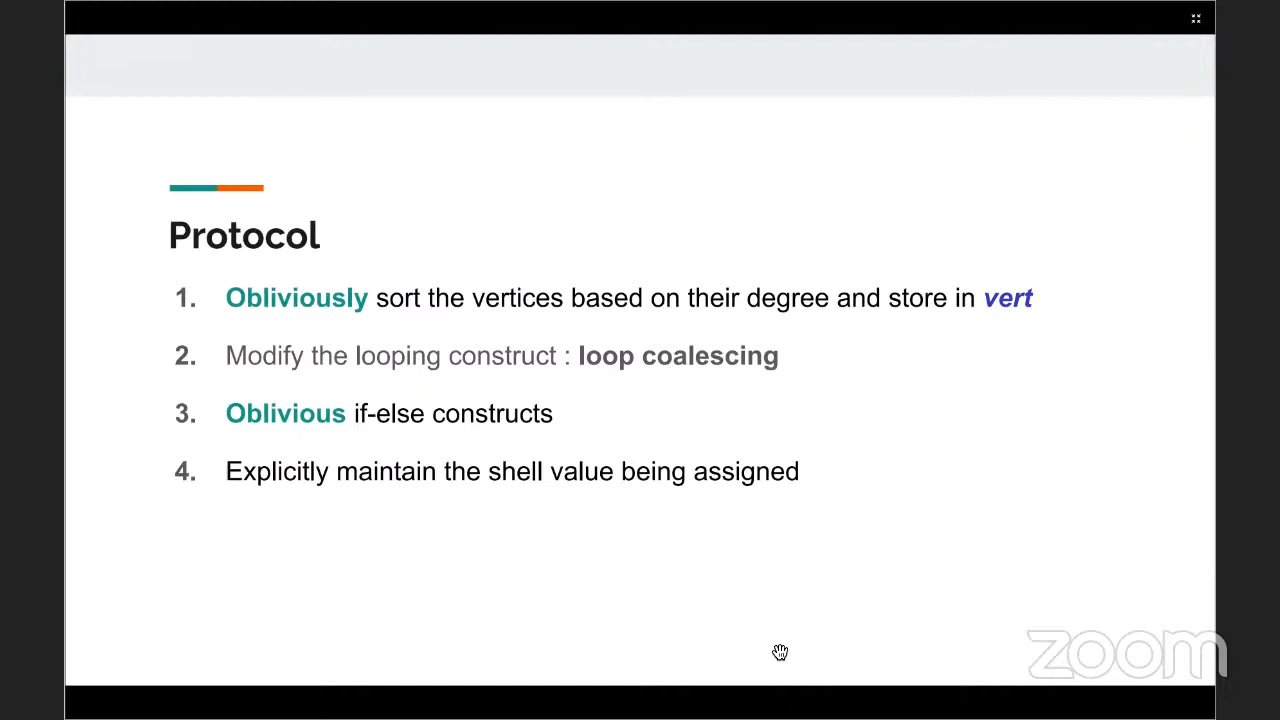 Protocol
1. Obliviously sort the vertices based on their degree and store in vert
2. Modify the looping construct : loop coalescing
3. Oblivious if-else constructs
4. Explicitly maintain the shell value being assigned
zoom